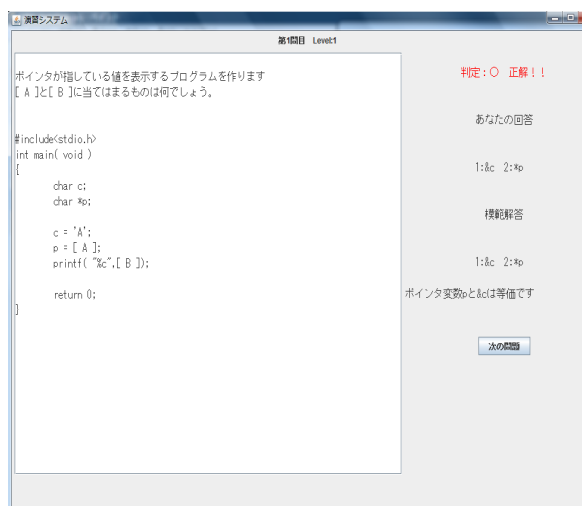 演習システム
第1問目 Level:1
ポインタが指している値を表示するプログラムを作ります
[ A ]と[ B ]に当てはまるものは何でしょう。
#include<stdio.h>
int main( void )
{
char c;
char *p;
c = 'A';
p = [ A ];
printf( "%c",[ B ]);
return 0;
}
判定：〇 正解！！
あなたの回答
1:&c 2:*p
模範解答
1:&c 2:*p
ポインタ変数pと&cは等価です
次の問題